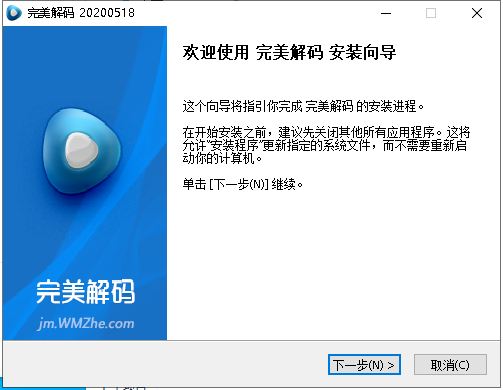 完美解码 20200518
欢迎使用 完美解码 安装向导
这个向导将指引你完成 完美解码 的安装进程。
在开始安装之前，建议先关闭其他所有应用程序。这将
允许“安装程序”更新指定的系统文件，而不需要重新启
动你的计算机。
单击 [下一步(N)] 继续。
完美解码
jm.WMZhe.com
下一步(N) >
取消(C)